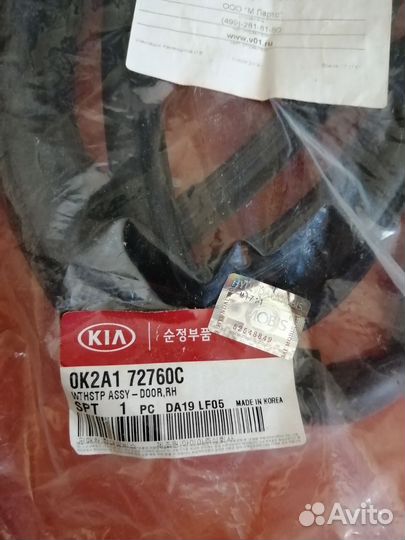 ООО "М Партс"
www.v01.ru
KIA 순정부품
MOBIS
0K2A1 72760C
WTHSTP ASSY-DOOR,RH
SPT 1 PC DA19 LF05 MADE IN KOREA
Avito